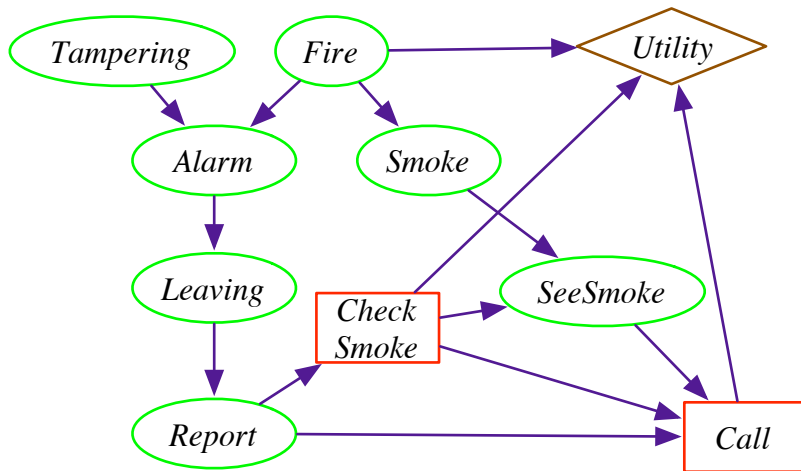 Tampering
Fire
Utility
Alarm
Smoke
Leaving
Check
Smoke
SeeSmoke
Report
Call